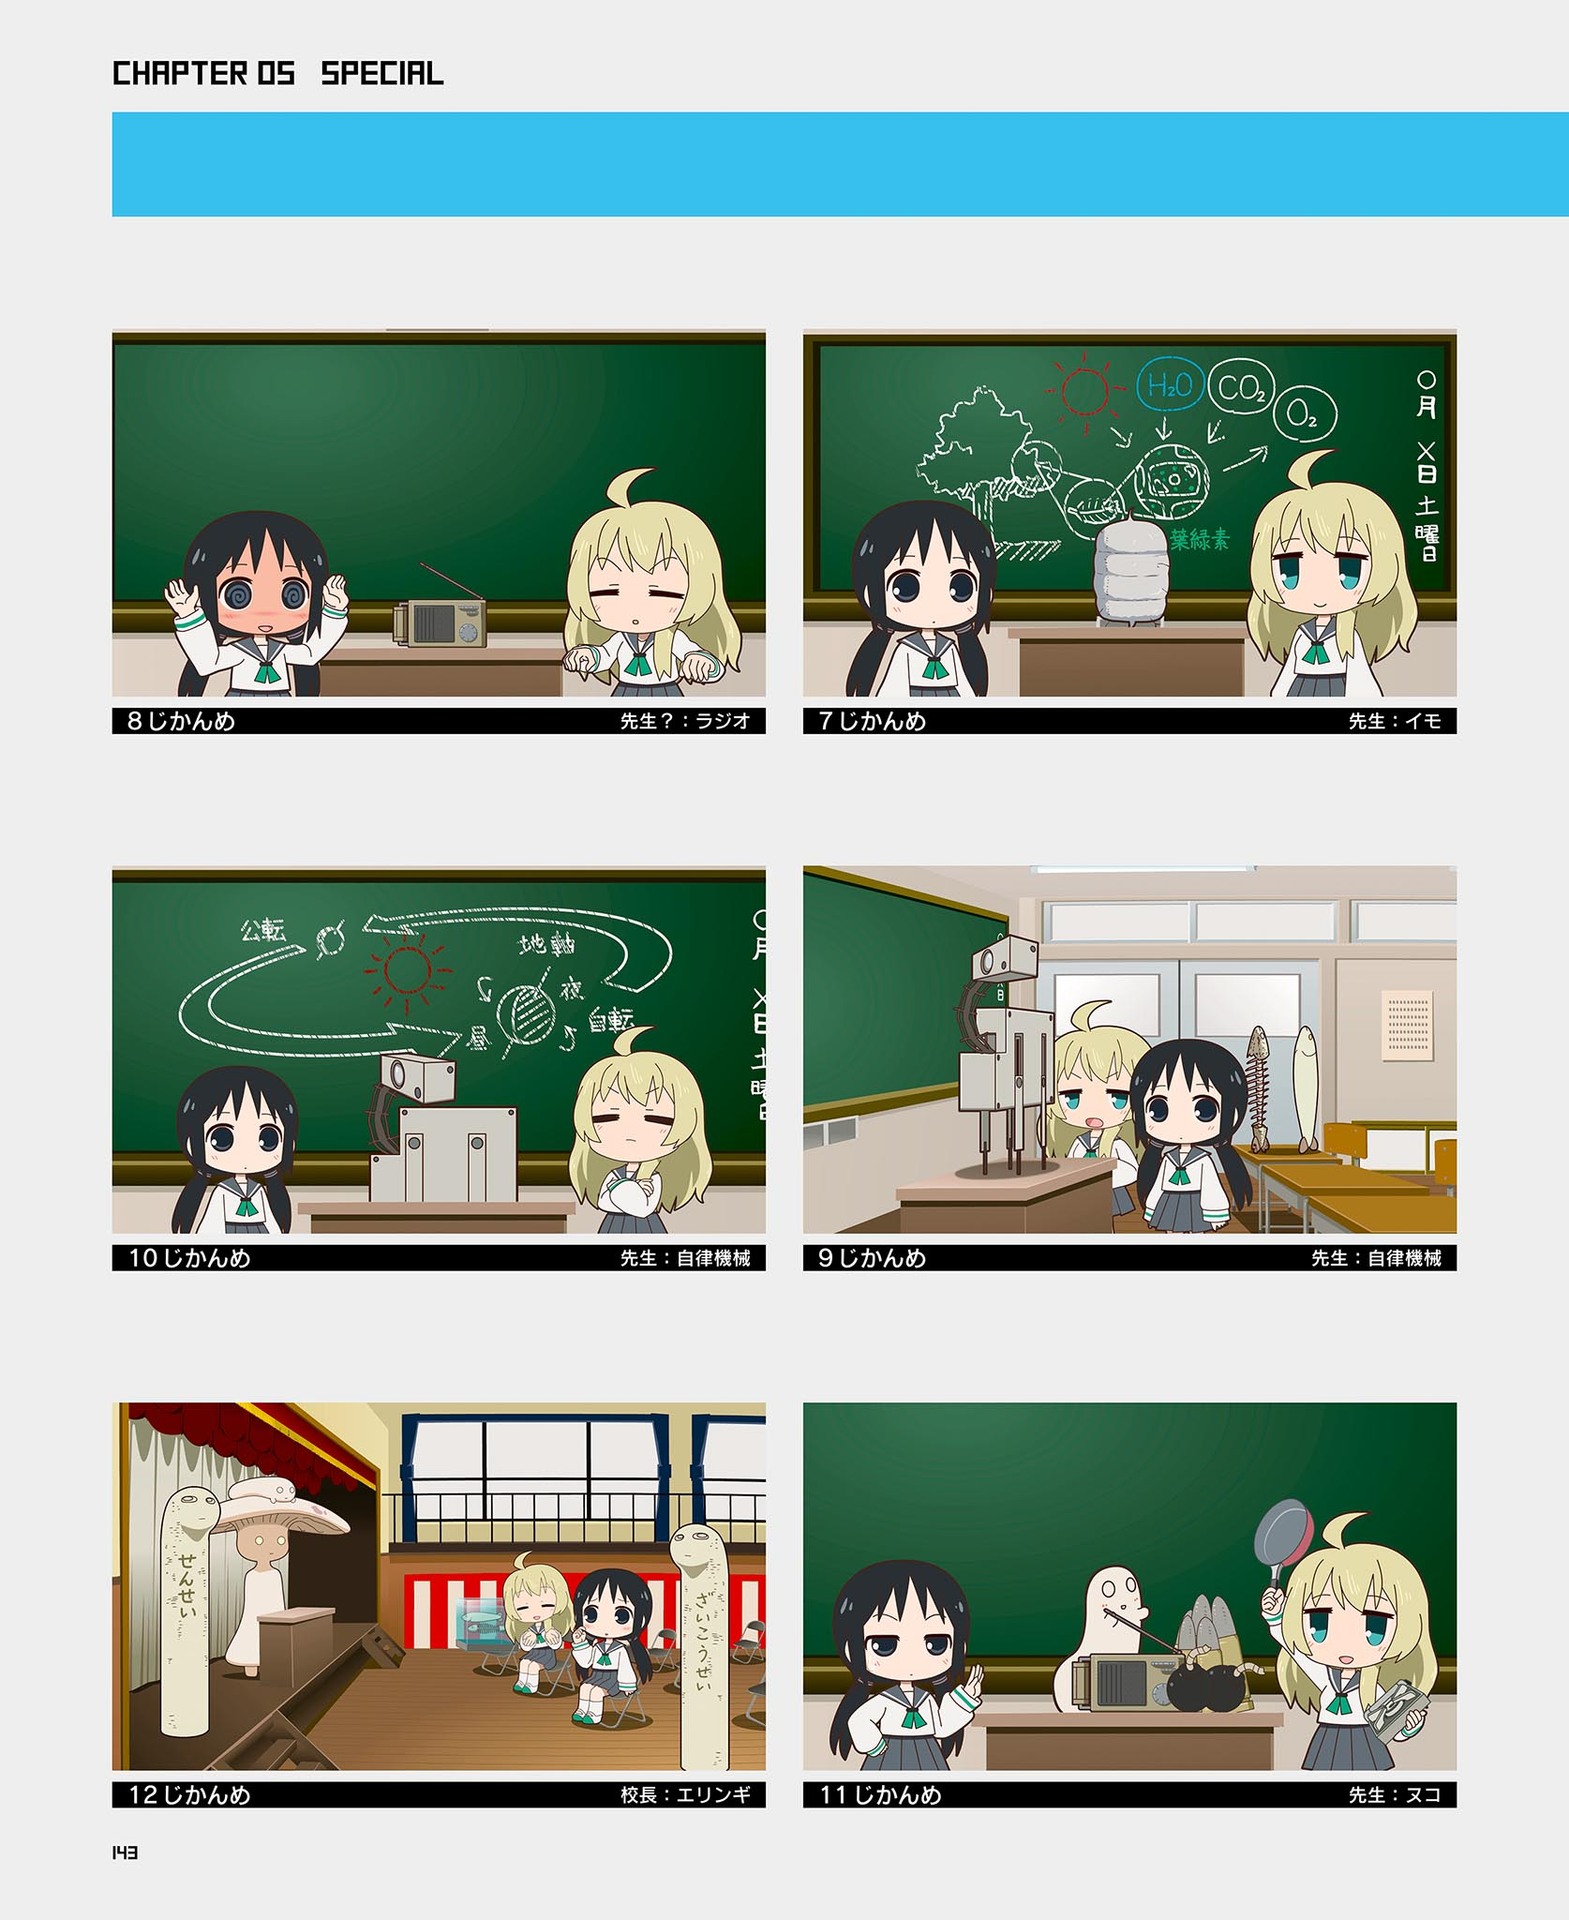 CHAPTER 05 SPECIAL
H₂O
CO₂
O₂
葉緑素
○月 ×日 土曜日
7じかんめ
先生：イモ
8じかんめ
先生？：ラジオ
日
9じかんめ
先生：自律機械
公転
地軸
夜
昼
自転
○月 ×日 土曜日
10じかんめ
先生：自律機械
11じかんめ
先生：ヌコ
せんせい
ざいこうせい
12じかんめ
校長：エリンギ
143